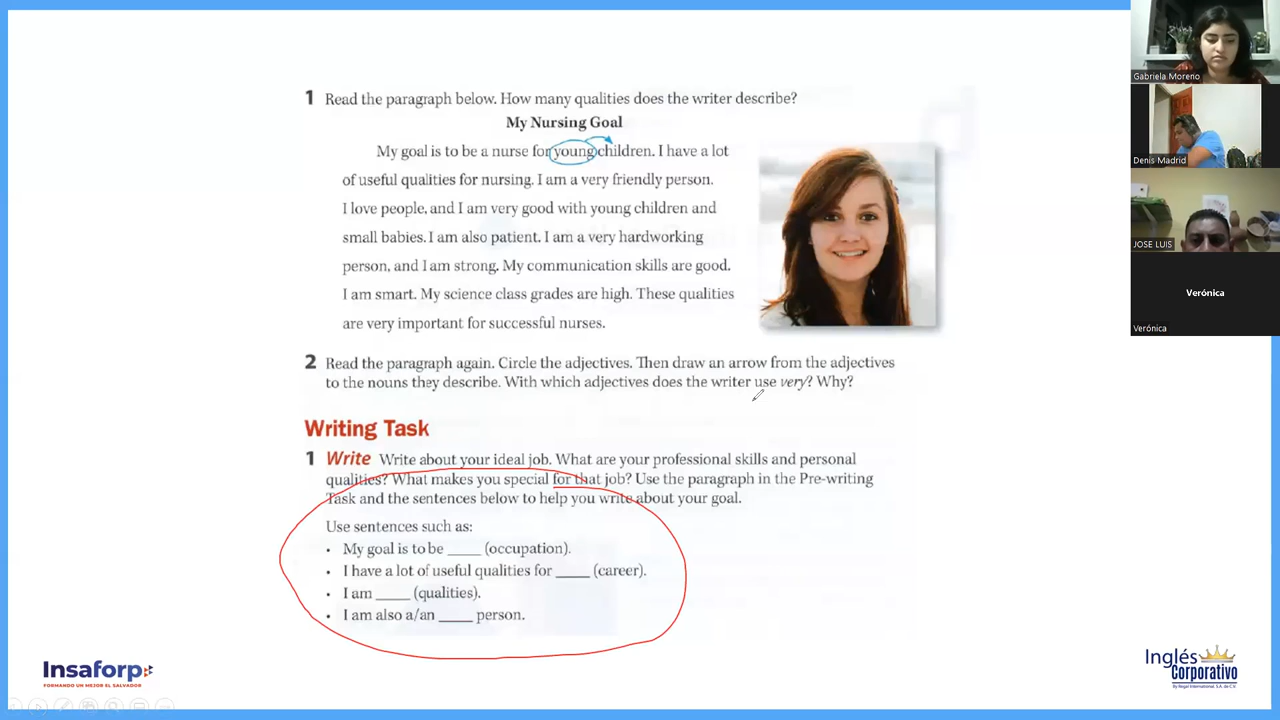 1 Read the paragraph below. How many qualities does the writer describe?
My Nursing Goal
My goal is to be a nurse for young children. I have a lot
of useful qualities for nursing. I am a very friendly person.
I love people, and I am very good with young children and
small babies. I am also patient. I am a very hardworking
person, and I am strong. My communication skills are good.
I am smart. My science class grades are high. These qualities
are very important for successful nurses.
2 Read the paragraph again. Circle the adjectives. Then draw an arrow from the adjectives
to the nouns they describe. With which adjectives does the writer use very? Why?
Writing Task
1 Write Write about your ideal job. What are your professional skills and personal
qualities? What makes you special for that job? Use the paragraph in the Pre-writing
Task and the sentences below to help you write about your goal.
Use sentences such as:
• My goal is to be ____ (occupation).
• I have a lot of useful qualities for ____ (career).
• I am ____ (qualities).
• I am also a/an ____ person.
Insaforp
FORMANDO UN MEJOR EL SALVADOR
Inglés
Corporativo
By Regal International, S.A. de C.V.
Gabriela Moreno
Denis Madrid
JOSE LUIS
Verónica
Verónica